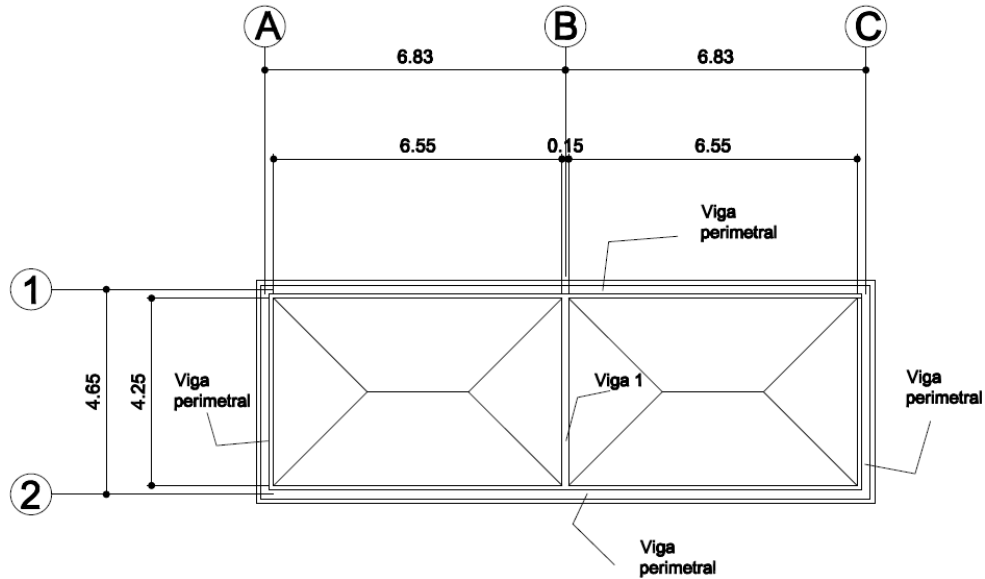 A
B
C
6.83
6.83
6.55
0.15
6.55
Viga
perimetral
1
2
4.65
4.25
Viga
perimetral
Viga 1
Viga
perimetral
Viga
perimetral